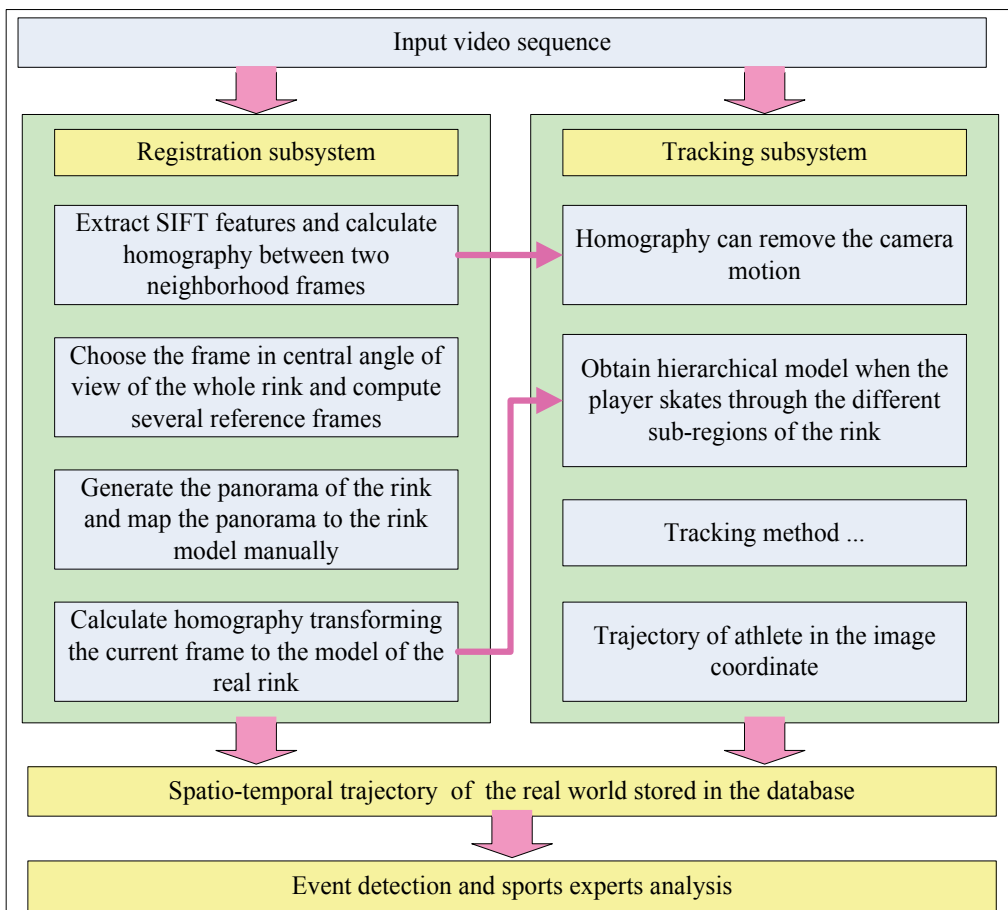 Input video sequence
Registration subsystem
Extract SIFT features and calculate
homography between two
neighborhood frames
Choose the frame in central angle of
view of the whole rink and compute
several reference frames
Generate the panorama of the rink
and map the panorama to the rink
model manually
Calculate homography transforming
the current frame to the model of the
real rink
Tracking subsystem
Homography can remove the camera
motion
Obtain hierarchical model when the
player skates through the different
sub-regions of the rink
Tracking method ...
Trajectory of athlete in the image
coordinate
Spatio-temporal trajectory of the real world stored in the database
Event detection and sports experts analysis